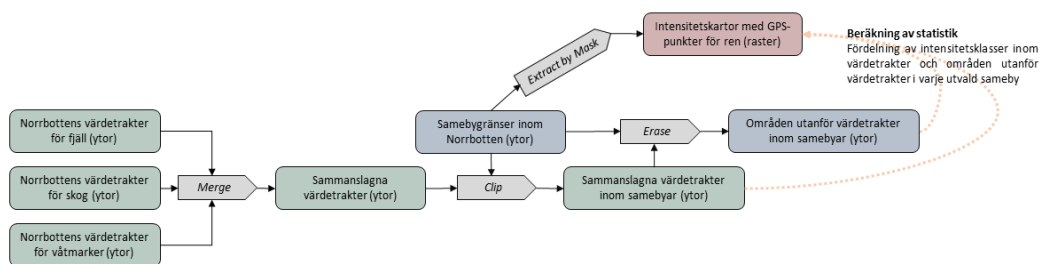 Intensitetskartor med GPS-
punkter för ren (raster)
Beräkning av statistik
Fördelning av intensitetsklasser inom
värdetrakter och områden utanför
värdetrakter i varje utvald sameby
Extract by Mask
Norrbottens värdetrakter
för fjäll (ytor)
Samebygränser inom
Norrbotten (ytor)
Erase
Områden utanför värdetrakter
inom samebyar (ytor)
Norrbottens värdetrakter
för skog (ytor)
Merge
Sammanslagna
värdetrakter (ytor)
Clip
Sammanslagna värdetrakter
inom samebyar (ytor)
Norrbottens värdetrakter
för våtmarker (ytor)